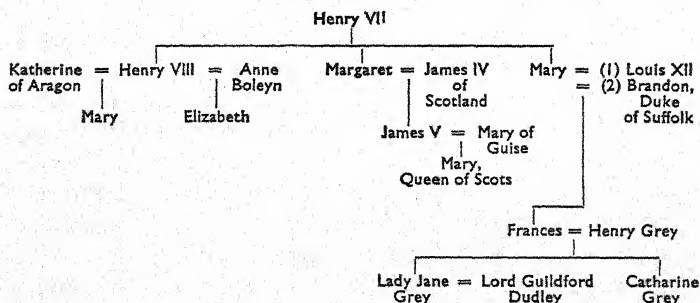 Henry VII
Katherine = Henry VIII = Anne Margaret = James IV Mary = (1) Louis XII
of Aragon Boleyn of = (2) Brandon,
Scotland Duke
Mary Elizabeth of Suffolk
James V = Mary of
Guise
Mary,
Queen of Scots
Frances = Henry Grey
Lady Jane = Lord Guildford Catharine
Grey Dudley Grey